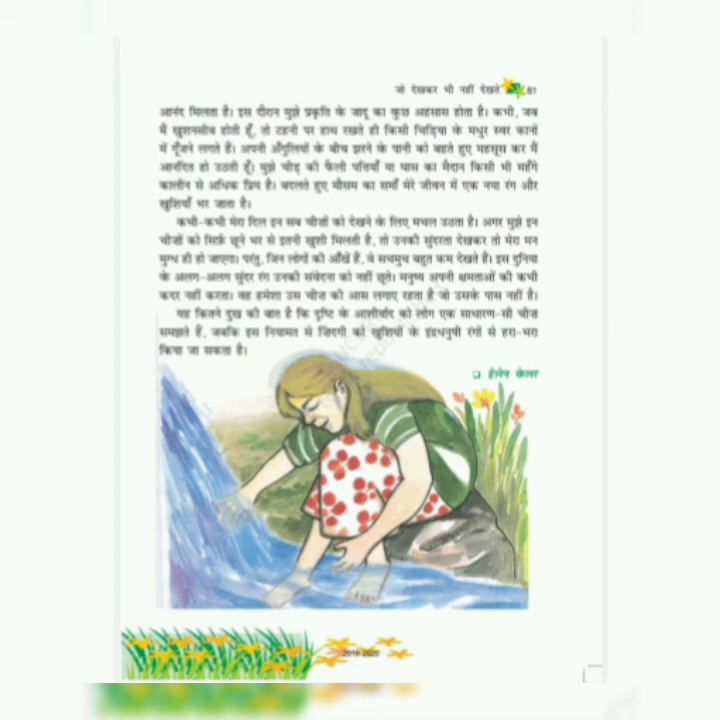 जो देखकर भी नहीं देखते 81
आनंद मिलता है। इस दौरान मुझे प्रकृति के जादू का कुछ अहसास होता है। कभी, जब
मैं खुशनसीब होती हूँ, तो टहनी पर हाथ रखते ही किसी चिड़िया के मधुर स्वर कानों
में गूँजने लगते हैं। अपनी अँगुलियों के बीच झरने के पानी को बहते हुए महसूस कर मैं
आनंदित हो उठती हूँ। मुझे चीड़ की फैली पत्तियाँ या घास का मैदान किसी भी महँगे
कालीन से अधिक प्रिय है। बदलते हुए मौसम का समाँ मेरे जीवन में एक नया रंग और
खुशियाँ भर जाता है।
कभी-कभी मेरा दिल इन सब चीज़ों को देखने के लिए मचल उठता है। अगर मुझे इन
चीज़ों को सिर्फ़ छूने भर से इतनी खुशी मिलती है, तो उनकी सुंदरता देखकर तो मेरा मन
मुग्ध ही हो जाएगा। परंतु, जिन लोगों की आँखें हैं, वे सचमुच बहुत कम देखते हैं। इस दुनिया
के अलग-अलग सुंदर रंग उनकी संवेदना को नहीं छूते। मनुष्य अपनी क्षमताओं की कभी
कदर नहीं करता। वह हमेशा उस चीज़ की आस लगाए रहता है जो उसके पास नहीं है।
यह कितने दुख की बात है कि दृष्टि के आशीर्वाद को लोग एक साधारण-सी चीज़
समझते हैं, जबकि इस नियामत से ज़िंदगी को खुशियों के इंद्रधनुषी रंगों से हरा-भरा
किया जा सकता है।
❑ हेलेन केलर
2019-2020